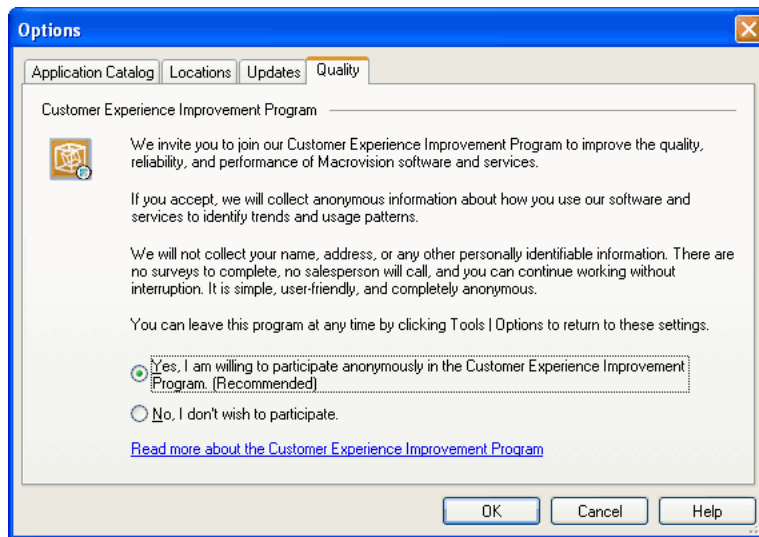 Options
Application Catalog Locations Updates Quality
Customer Experience Improvement Program
We invite you to join our Customer Experience Improvement Program to improve the quality,
reliability, and performance of Macrovision software and services.
If you accept, we will collect anonymous information about how you use our software and
services to identify trends and usage patterns.
We will not collect your name, address, or any other personally identifiable information. There are
no surveys to complete, no salesperson will call, and you can continue working without
interruption. It is simple, user-friendly, and completely anonymous.
You can leave this program at any time by clicking Tools | Options to return to these settings.
Yes, I am willing to participate anonymously in the Customer Experience Improvement
Program. (Recommended)
No, I don't wish to participate.
Read more about the Customer Experience Improvement Program
OK Cancel Help